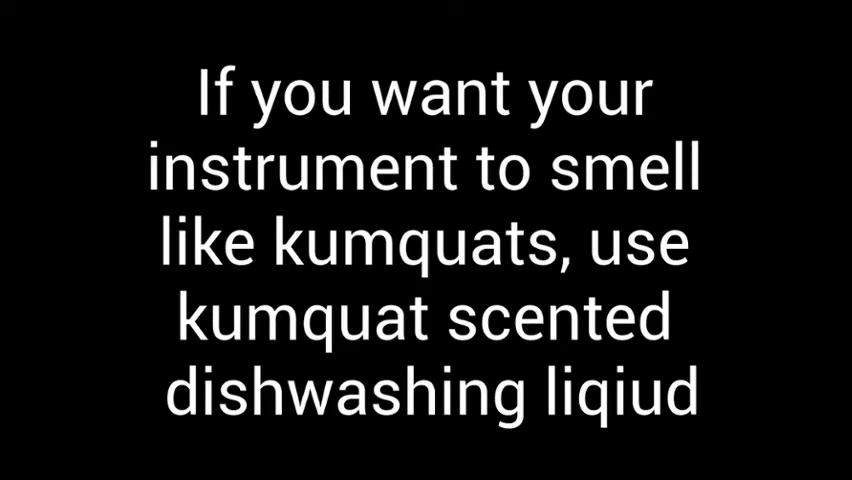 If you want your
instrument to smell
like kumquats, use
kumquat scented
dishwashing liqiud